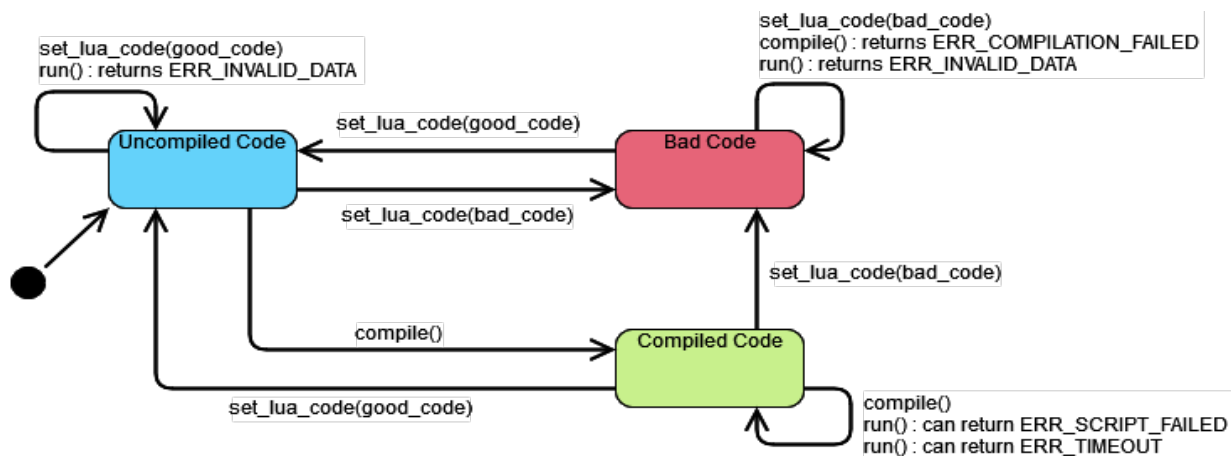 set_lua_code(good_code)
run() : returns ERR_INVALID_DATA
set_lua_code(bad_code)
compile() : returns ERR_COMPILATION_FAILED
run() : returns ERR_INVALID_DATA
Uncompiled Code
set_lua_code(good_code)
Bad Code
set_lua_code(bad_code)
set_lua_code(bad_code)
compile()
Compiled Code
set_lua_code(good_code)
compile()
run() : can return ERR_SCRIPT_FAILED
run() : can return ERR_TIMEOUT